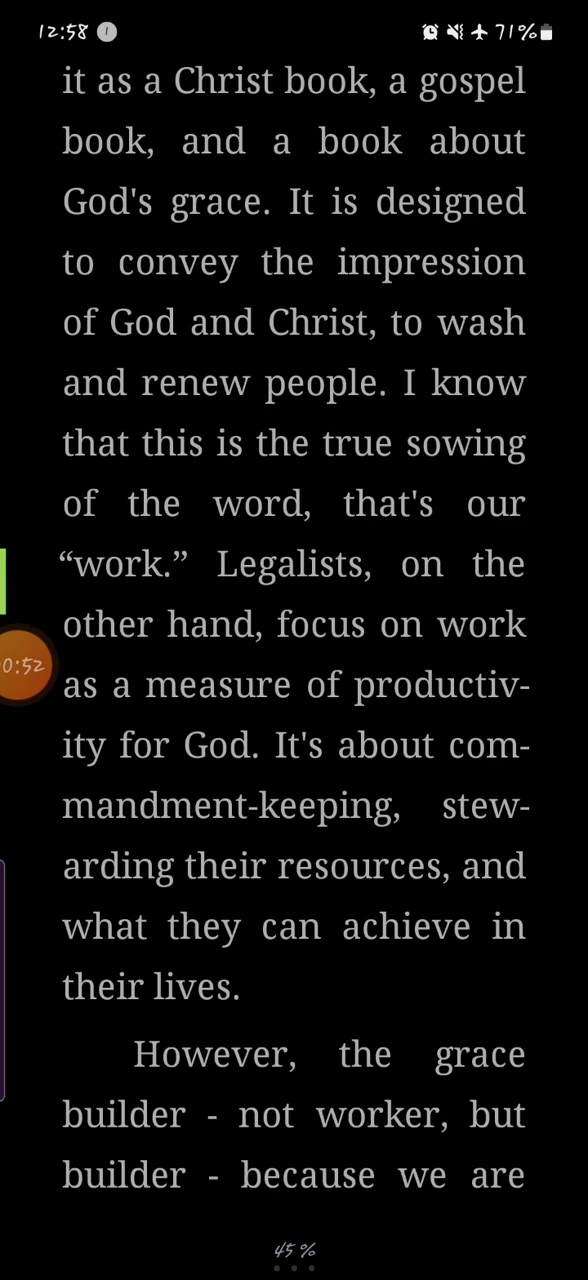 12:58
71%
it as a Christ book, a gospel
book, and a book about
God's grace. It is designed
to convey the impression
of God and Christ, to wash
and renew people. I know
that this is the true sowing
of the word, that's our
“work.” Legalists, on the
other hand, focus on work
0:52
as a measure of productiv-
ity for God. It's about com-
mandment-keeping, stew-
arding their resources, and
what they can achieve in
their lives.
However, the grace
builder - not worker, but
builder - because we are
45%